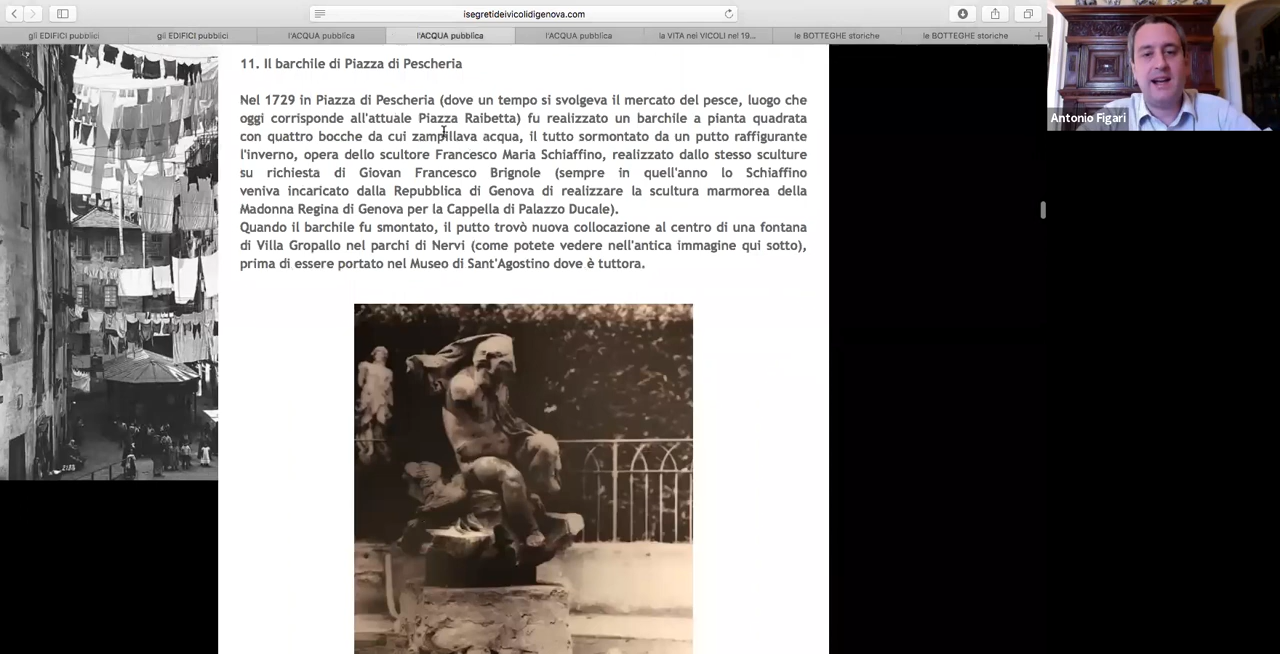 isegretideivicolidigenova.com
gli EDIFICI pubblici
gli EDIFICI pubblici
l'ACQUA pubblica
l'ACQUA pubblica
l'ACQUA pubblica
la VITA nei VICOLI nel 19...
le BOTTEGHE storiche
le BOTTEGHE storiche
Antonio Figari
11. Il barchile di Piazza di Pescheria
Nel 1729 in Piazza di Pescheria (dove un tempo si svolgeva il mercato del pesce, luogo che
oggi corrisponde all'attuale Piazza Raibetta) fu realizzato un barchile a pianta quadrata
con quattro bocche da cui zampillava acqua, il tutto sormontato da un putto raffigurante
l'inverno, opera dello scultore Francesco Maria Schiaffino, realizzato dallo stesso sculture
su richiesta di Giovan Francesco Brignole (sempre in quell'anno lo Schiaffino
veniva incaricato dalla Repubblica di Genova di realizzare la scultura marmorea della
Madonna Regina di Genova per la Cappella di Palazzo Ducale).
Quando il barchile fu smontato, il putto trovò nuova collocazione al centro di una fontana
di Villa Gropallo nel parchi di Nervi (come potete vedere nell'antica immagine qui sotto),
prima di essere portato nel Museo di Sant'Agostino dove è tuttora.